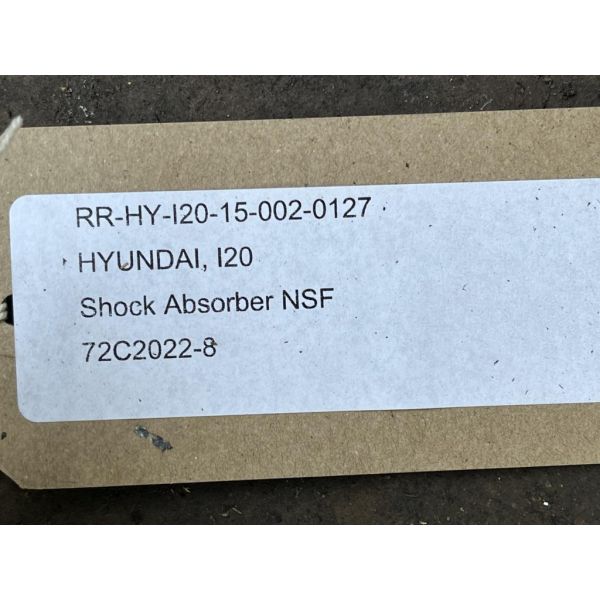 RR-HY-I20-15-002-0127
HYUNDAI, I20
Shock Absorber NSF
72C2022-8